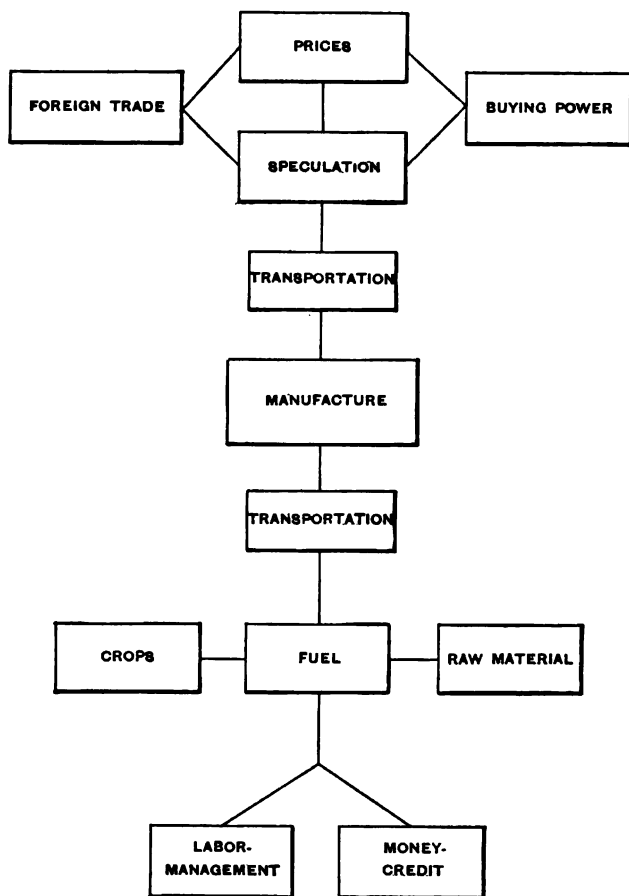 PRICES
FOREIGN TRADE
BUYING POWER
SPECULATION
TRANSPORTATION
MANUFACTURE
TRANSPORTATION
CROPS
FUEL
RAW MATERIAL
LABOR-
MANAGEMENT
MONEY-
CREDIT